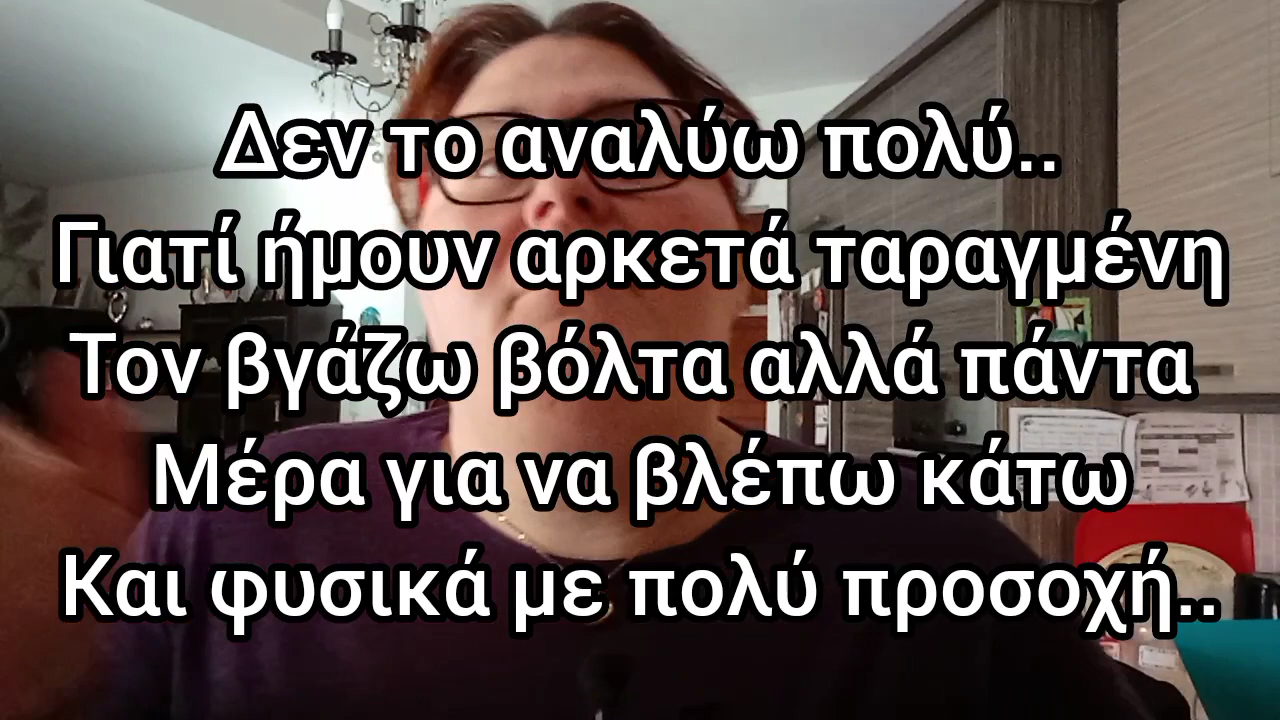 Δεν το αναλύω πολύ..
Γιατί ήμουν αρκετά ταραγμένη
Τον βγάζω βόλτα αλλά πάντα
Μέρα για να βλέπω κάτω
Και φυσικά με πολύ προσοχή..